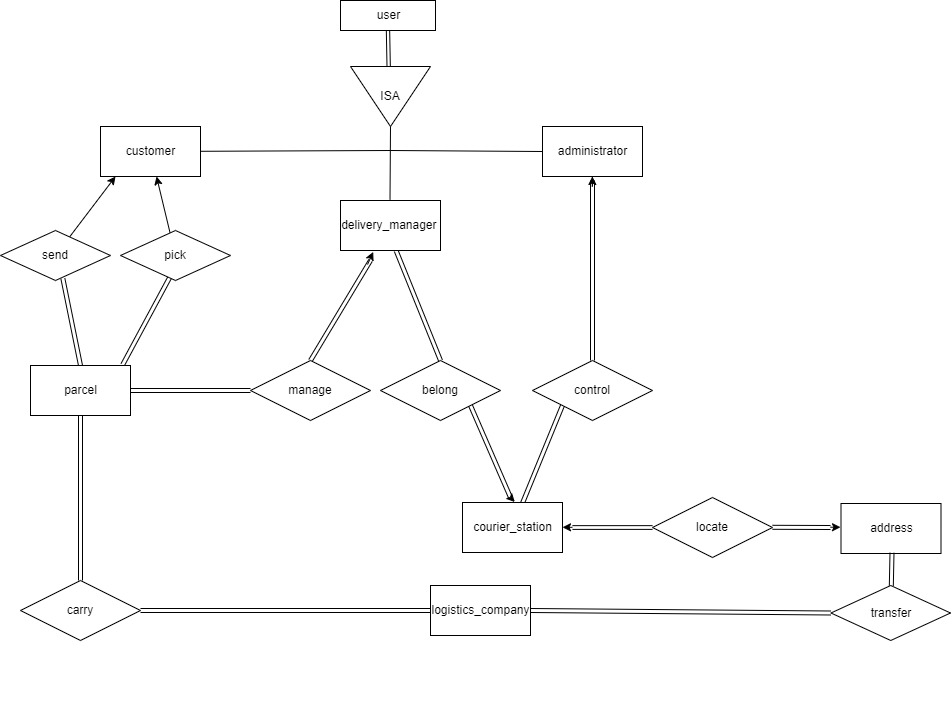 user
ISA
customer
administrator
delivery_manager
send
pick
parcel
manage
belong
control
courier_station
locate
address
carry
logistics_company
transfer